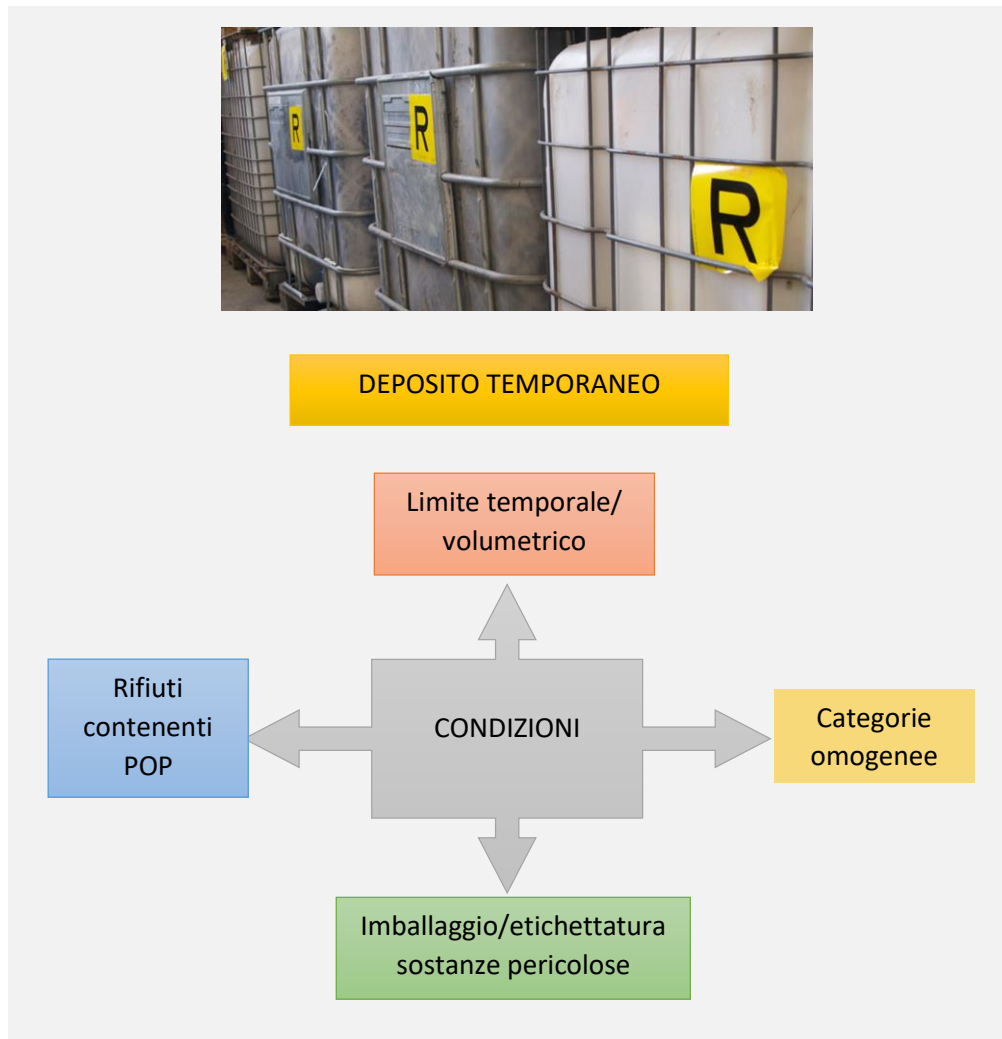 R
R
R
DEPOSITO TEMPORANEO
Limite temporale/
volumetrico
Rifiuti
contenenti
POP
CONDIZIONI
Categorie
omogenee
Imballaggio/etichettatura
sostanze pericolose